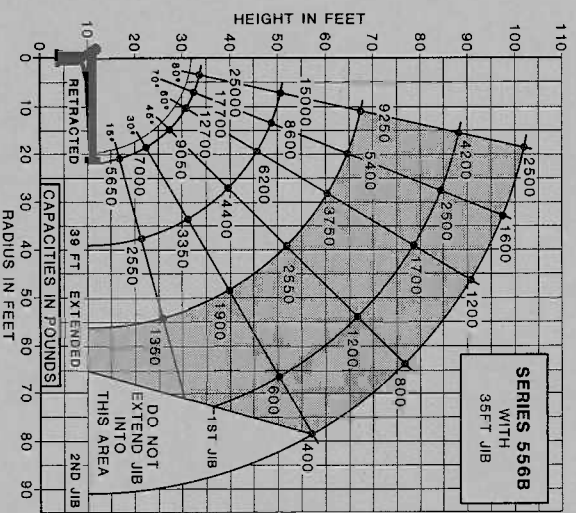 HEIGHT IN FEET
0 10 20 30 40 50 60 70 80 90 100 110
SERIES 556B
WITH
35FT JIB
80°
70°
60°
45°
30°
15°
25000
17700
12700
9050
7000
5650
15000
8600
6200
4400
3350
2550
9250
5400
3750
2550
1900
1350
4200
2500
1700
1200
600
2500
1600
1200
800
400
1ST JIB
DO NOT
EXTEND JIB
INTO
THIS AREA
RETRACTED
39 FT
EXTENDED
2ND JIB
CAPACITIES IN POUNDS
0 10 20 30 40 50 60 70 80 90
RADIUS IN FEET